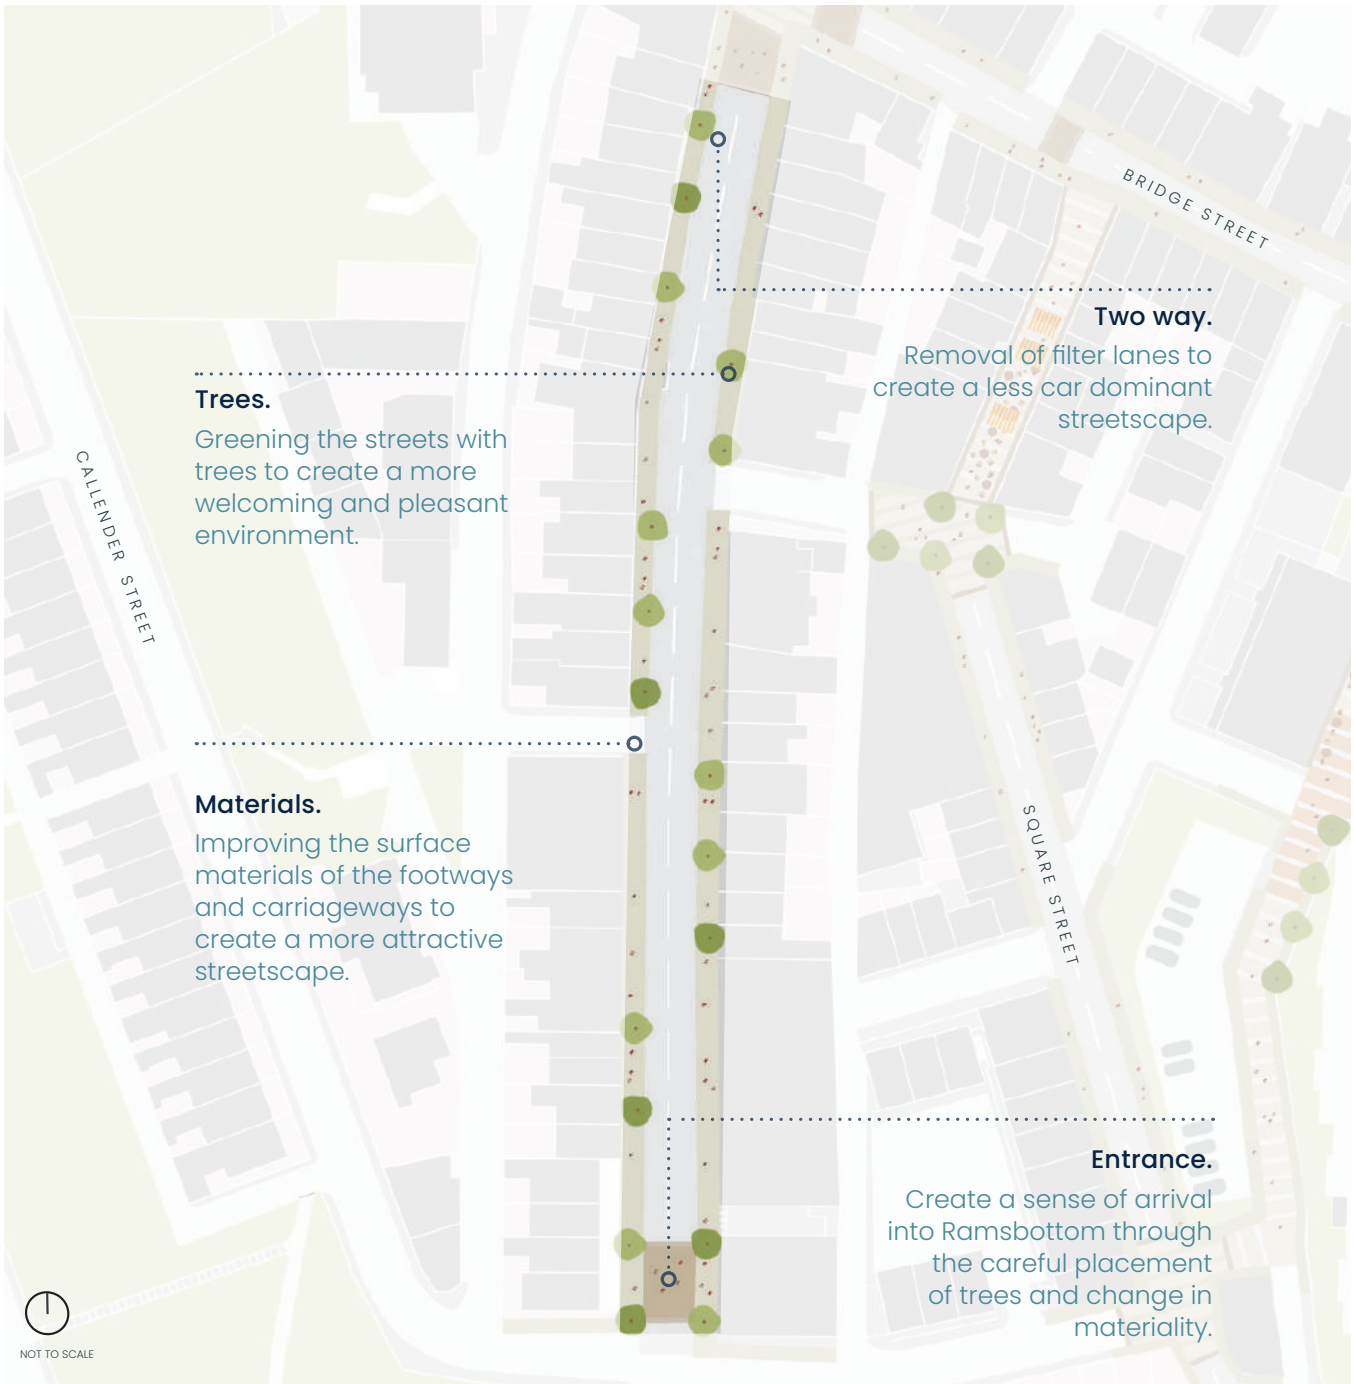 BRIDGE STREET
Two way.
Removal of filter lanes to
create a less car dominant
streetscape.
Trees.
Greening the streets with
trees to create a more
welcoming and pleasant
environment.
CALLENDER STREET
Materials.
Improving the surface
materials of the footways
and carriageways to
create a more attractive
streetscape.
SQUARE STREET
Entrance.
Create a sense of arrival
into Ramsbottom through
the careful placement
of trees and change in
materiality.
NOT TO SCALE